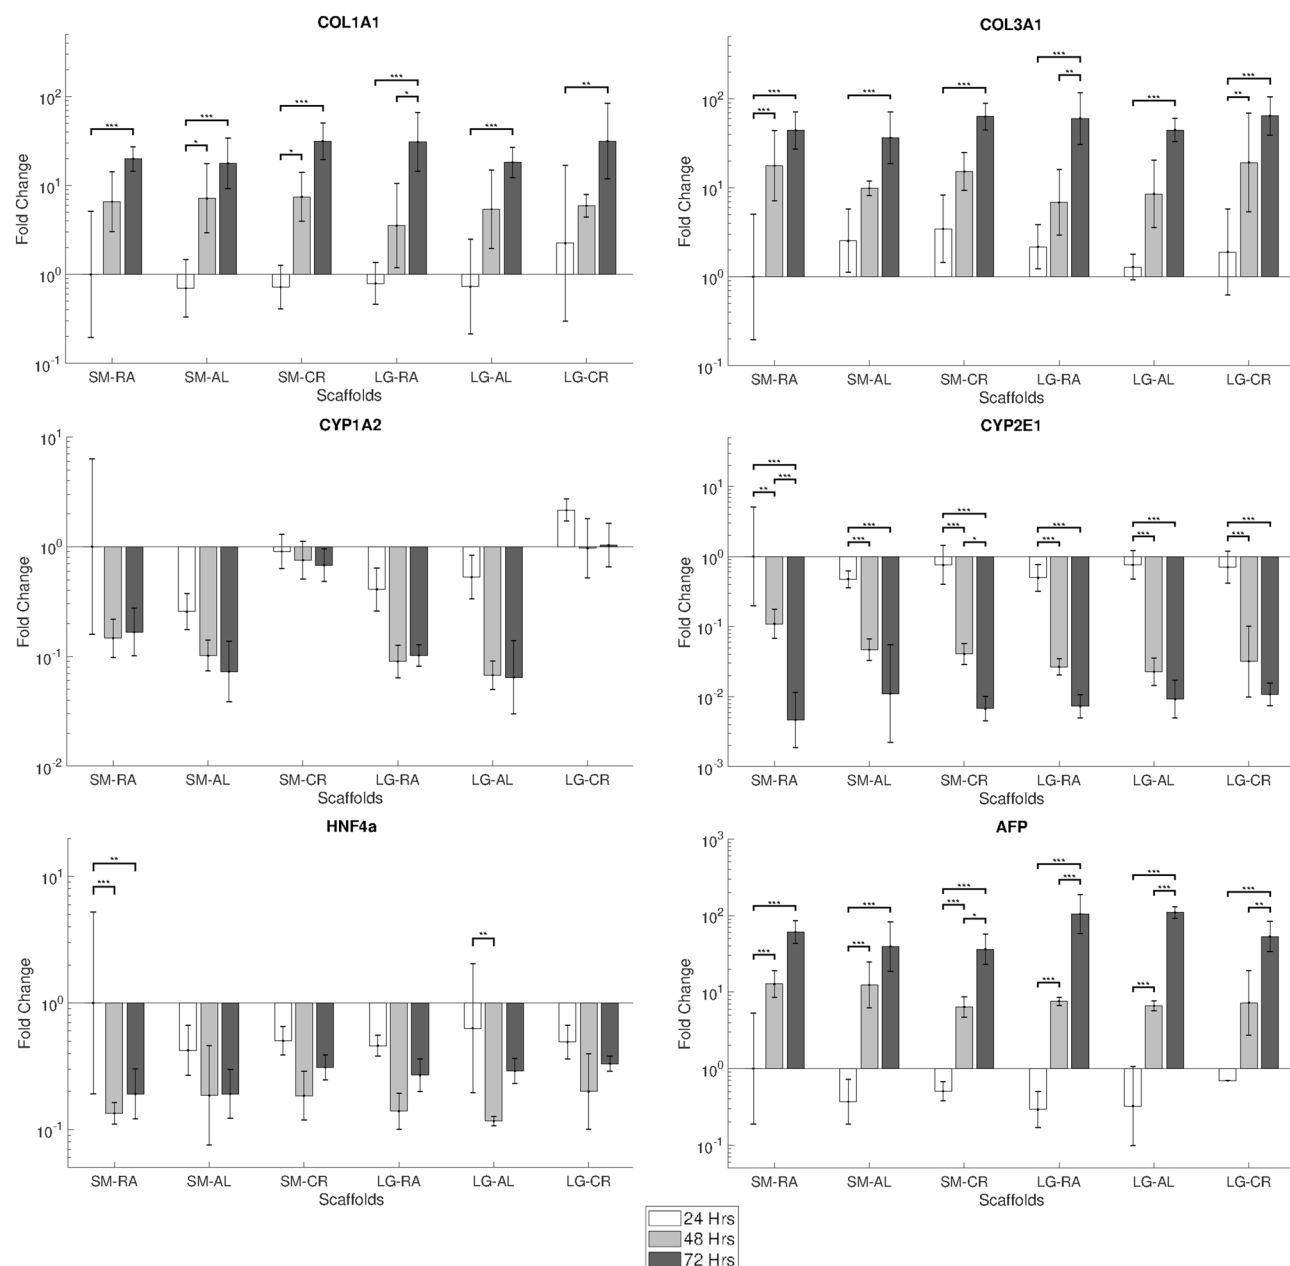 COL1A1
***
***
*
***
*
***
*
***
**
10^2
10^1
10^0
10^-1
Fold Change
SM-RA SM-AL SM-CR LG-RA LG-AL LG-CR
Scaffolds
COL3A1
***
***
***
***
***
**
***
***
**
10^2
10^1
10^0
10^-1
Fold Change
SM-RA SM-AL SM-CR LG-RA LG-AL LG-CR
Scaffolds
CYP1A2
10^1
10^0
10^-1
10^-2
Fold Change
SM-RA SM-AL SM-CR LG-RA LG-AL LG-CR
Scaffolds
CYP2E1
***
***
**
***
***
***
***
*
***
***
***
***
***
***
10^1
10^0
10^-1
10^-2
10^-3
Fold Change
SM-RA SM-AL SM-CR LG-RA LG-AL LG-CR
Scaffolds
HNF4a
**
***
**
10^1
10^0
10^-1
Fold Change
SM-RA SM-AL SM-CR LG-RA LG-AL LG-CR
Scaffolds
AFP
***
***
***
***
***
***
*
***
***
***
***
***
***
***
**
10^3
10^2
10^1
10^0
10^-1
Fold Change
SM-RA SM-AL SM-CR LG-RA LG-AL LG-CR
Scaffolds
24 Hrs
48 Hrs
72 Hrs